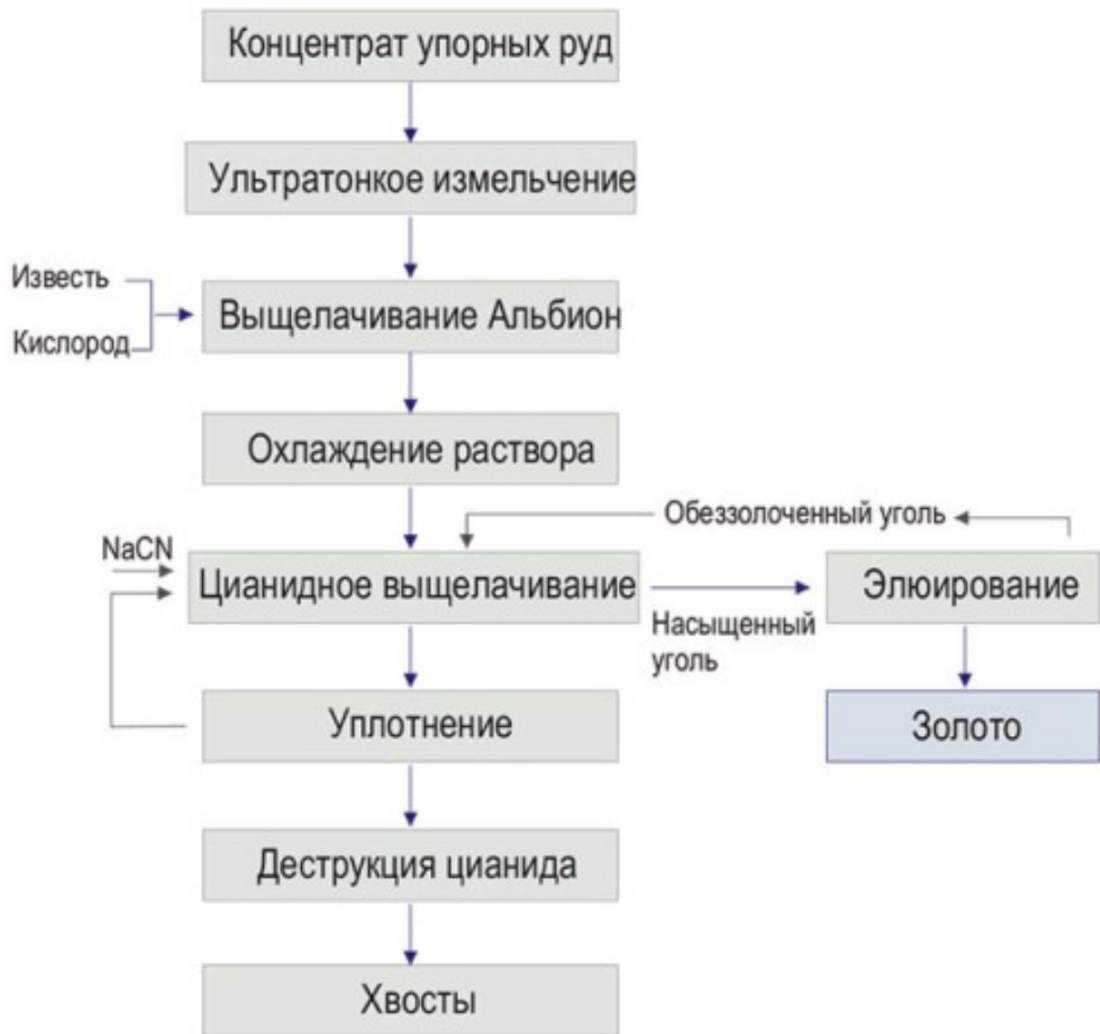 Концентрат упорных руд
Ультратонкое измельчение
Известь
Кислород
Выщелачивание Альбион
Охлаждение раствора
Обеззолоченный уголь
NaCN
Цианидное выщелачивание
Элюирование
Насыщенный
уголь
Уплотнение
Золото
Деструкция цианида
Хвосты